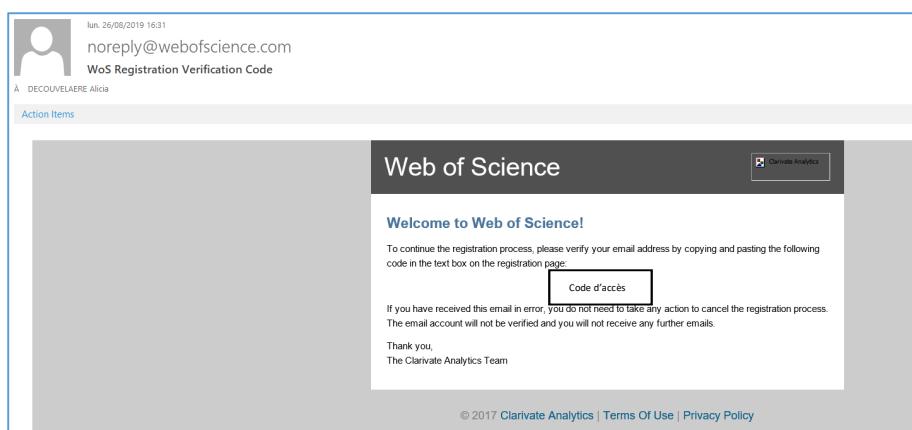 lun. 26/08/2019 16:31
noreply@webofscience.com
WoS Registration Verification Code
À DECOUVELAERE Alicia
Action Items
Web of Science
Clarivate Analytics
Welcome to Web of Science!
To continue the registration process, please verify your email address by copying and pasting the following
code in the text box on the registration page:
Code d'accès
If you have received this email in error, you do not need to take any action to cancel the registration process.
The email account will not be verified and you will not receive any further emails.
Thank you,
The Clarivate Analytics Team
© 2017 Clarivate Analytics | Terms Of Use | Privacy Policy